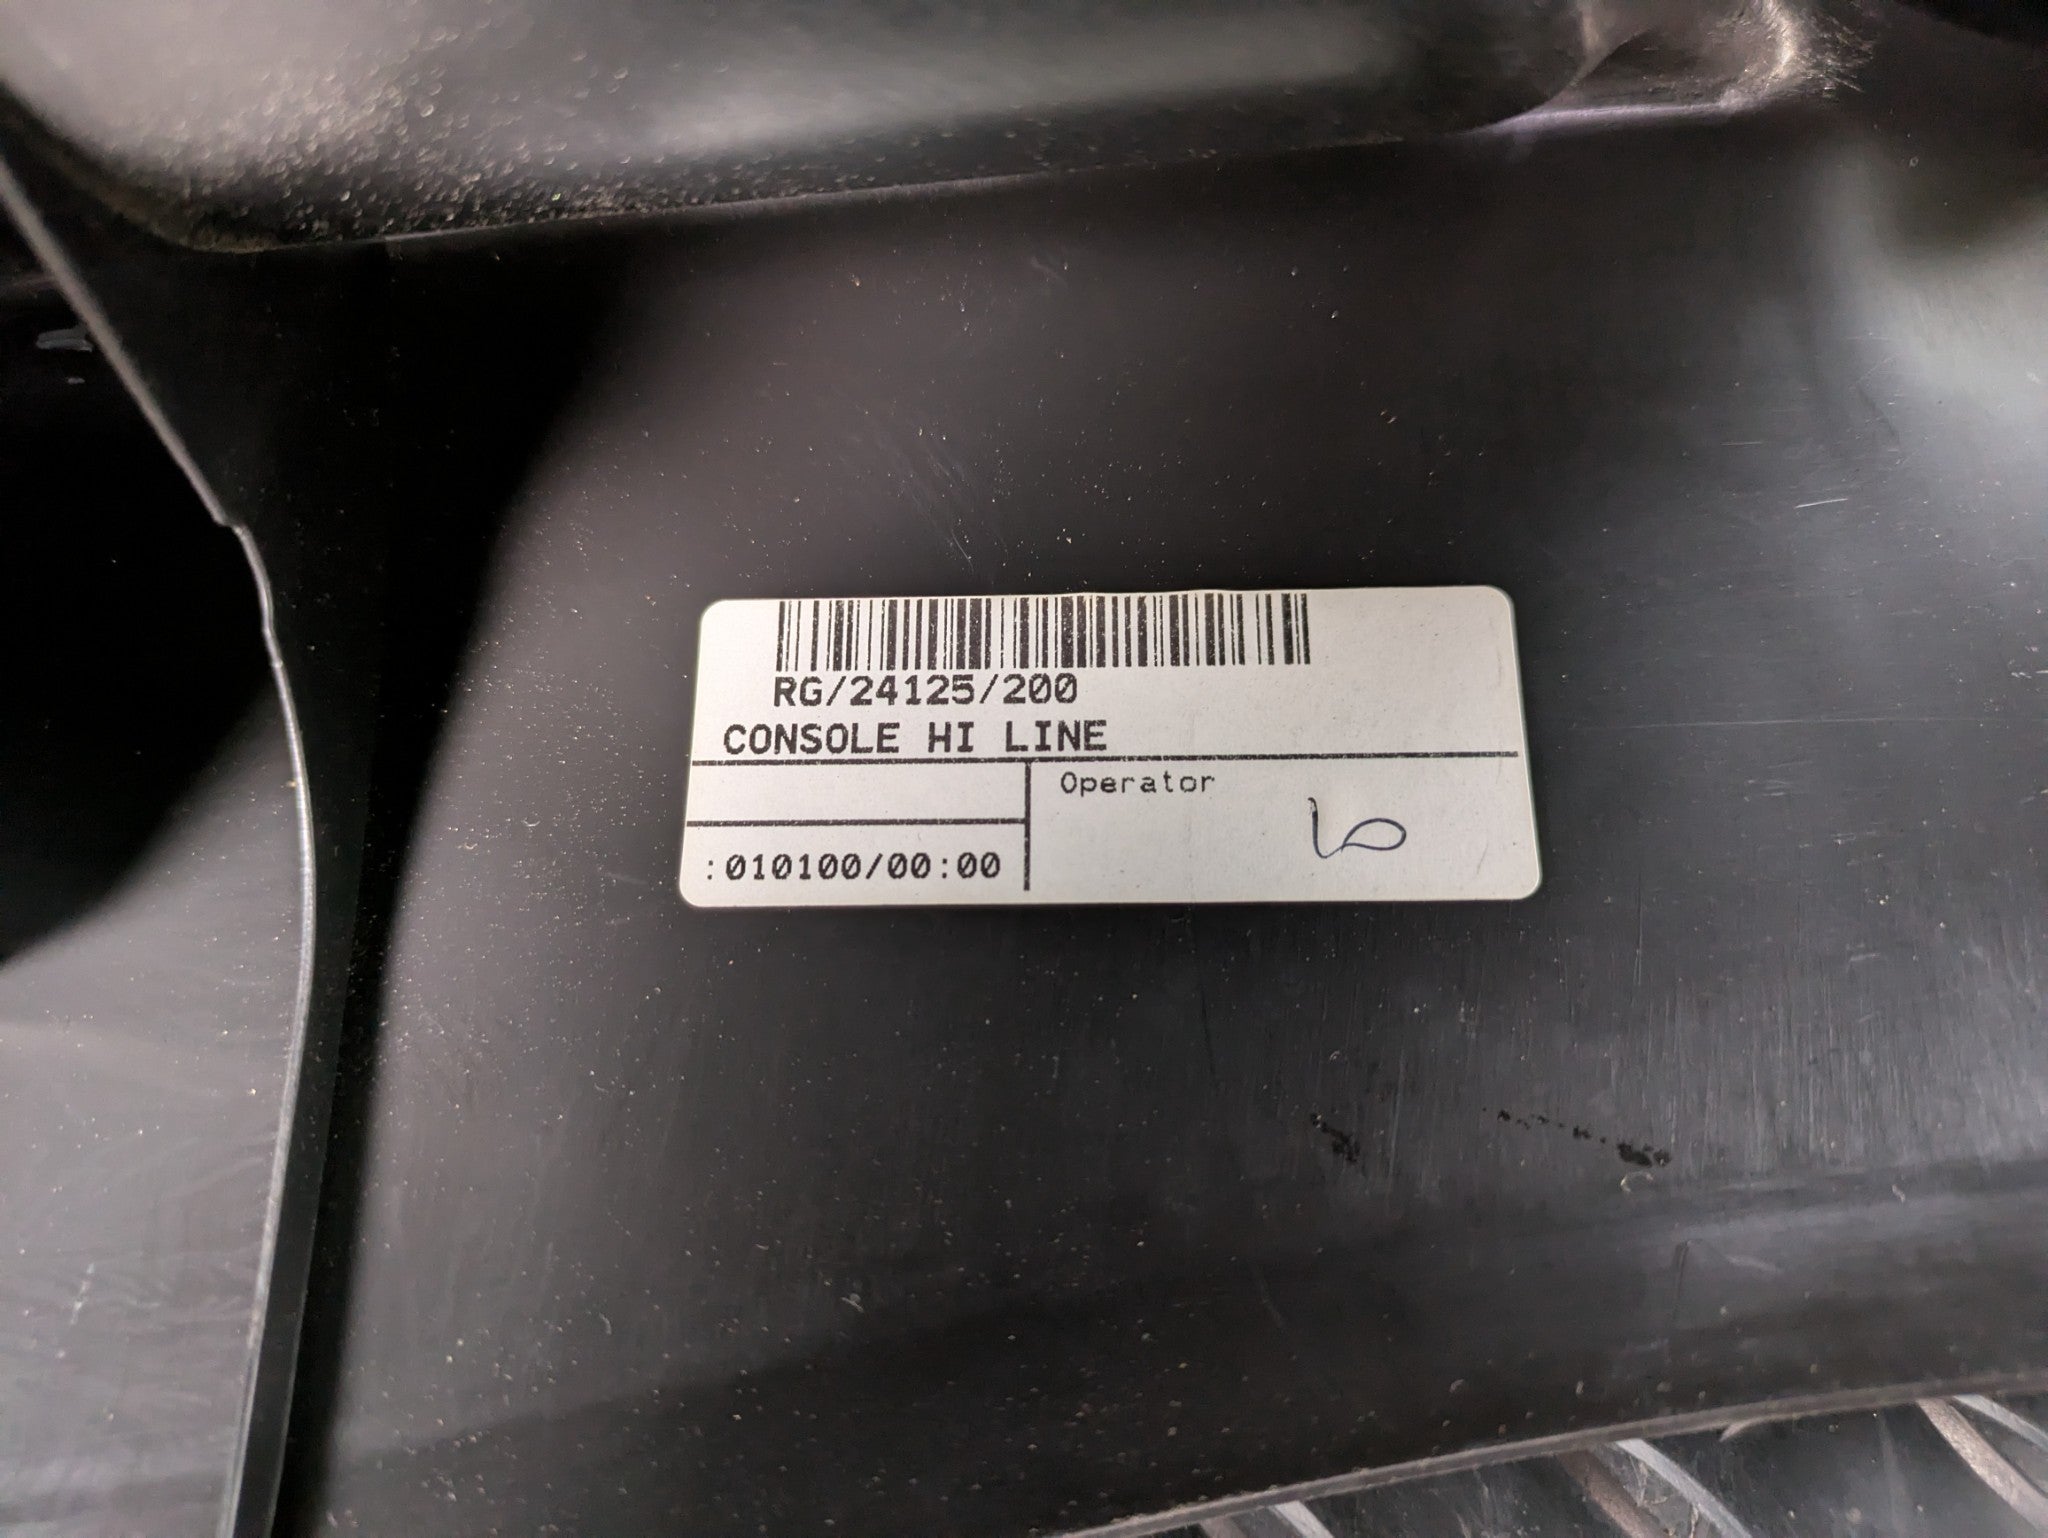 RG/24125/200
CONSOLE HI LINE
Operator
:010100/00:00